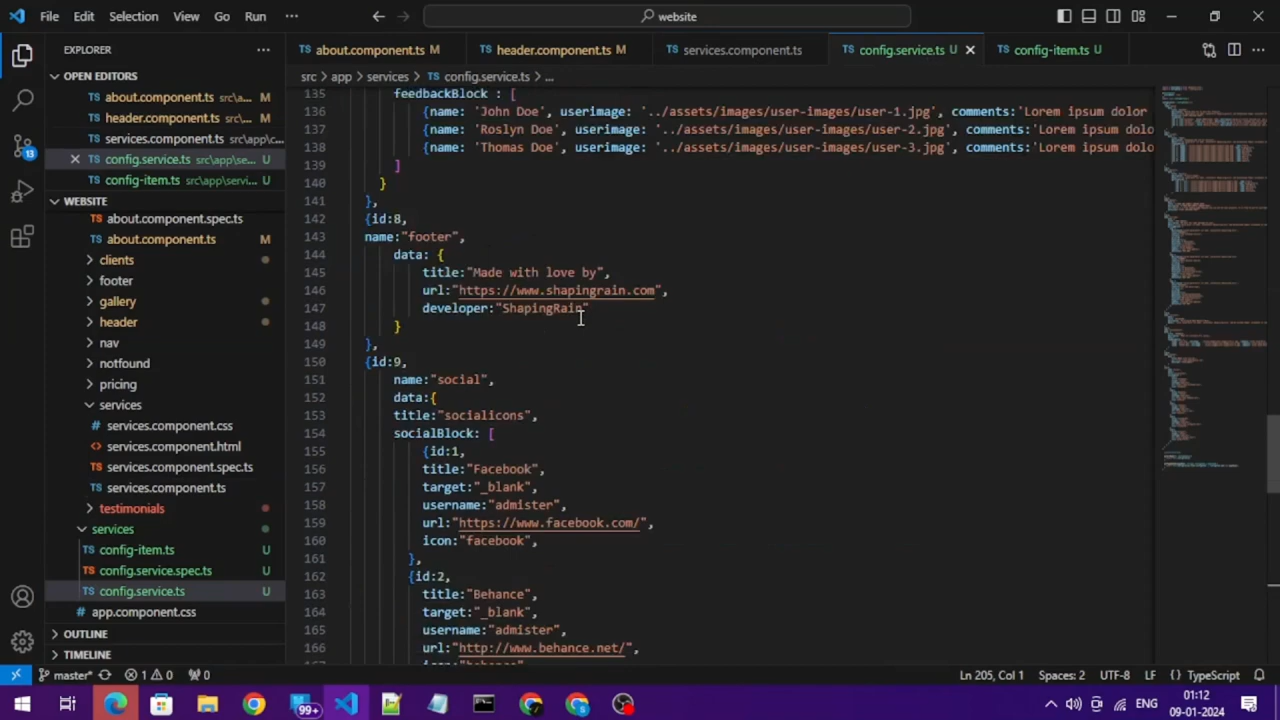 File Edit Selection View Go Run ··· website
EXPLORER ···
about.component.ts M
header.component.ts M
services.component.ts
config.service.ts U
config-item.ts U
OPEN EDITORS
TS about.component.ts src\a... M
TS header.component.ts src\... M
TS services.component.ts src\app\c...
TS config.service.ts src\app\se... U
TS config-item.ts src\app\servi... U
WEBSITE
about.component.spec.ts
TS about.component.ts M
clients
footer
gallery
header
nav
notfound
pricing
services
# services.component.css
<> services.component.html
TS services.component.spec.ts
TS services.component.ts
testimonials
services
TS config-item.ts U
TS config.service.spec.ts U
TS config.service.ts U
# app.component.css
OUTLINE
TIMELINE
src > app > services > TS config.service.ts > ...
135 feedbackBlock : [
136 {name: 'John Doe', userimage: '../assets/images/user-images/user-1.jpg', comments:'Lorem ipsum dolor
137 {name: 'Roslyn Doe', userimage: '../assets/images/user-images/user-2.jpg', comments:'Lorem ipsum dol
138 {name: 'Thomas Doe', userimage: '../assets/images/user-images/user-3.jpg', comments:'Lorem ipsum dolo
139 ]
140 }
141 },
142 {id:8,
143 name:"footer",
144 data: {
145 title:"Made with love by",
146 url:"https://www.shapingrain.com",
147 developer:"ShapingRain"
148 }
149 },
150 {id:9,
151 name:"social",
152 data:{
153 title:"socialicons",
154 socialBlock: [
155 {id:1,
156 title:"Facebook",
157 target:"_blank",
158 username:"admister",
159 url:"https://www.facebook.com/",
160 icon:"facebook",
161 },
162 {id:2,
163 title:"Behance",
164 target:"_blank",
165 username:"admister",
166 url:"http://www.behance.net/",
master* 1 0 0 Ln 205, Col 1 Spaces: 2 UTF-8 LF {} TypeScript
13
99+
ENG
01:12
09-01-2024